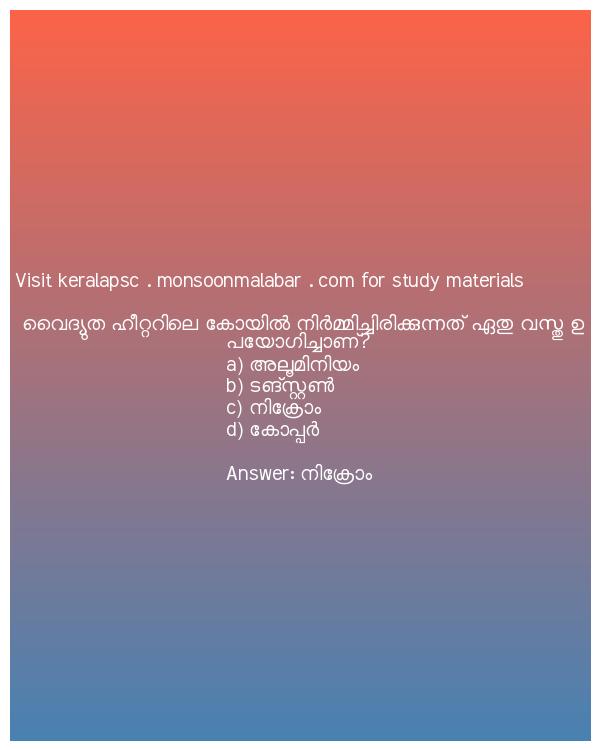 Visit keralapsc . monsoonmalabar . com for study materials
വൈദ്യുത ഹീറ്ററിലെ കോയിൽ നിർമ്മിച്ചിരിക്കുന്നത് ഏതു വസ്തു ഉ
പയോഗിച്ചാണ്?
a) അലൂമിനിയം
b) ടങ്സ്റ്റൺ
c) നിക്രോം
d) കോപ്പർ
Answer: നിക്രോം